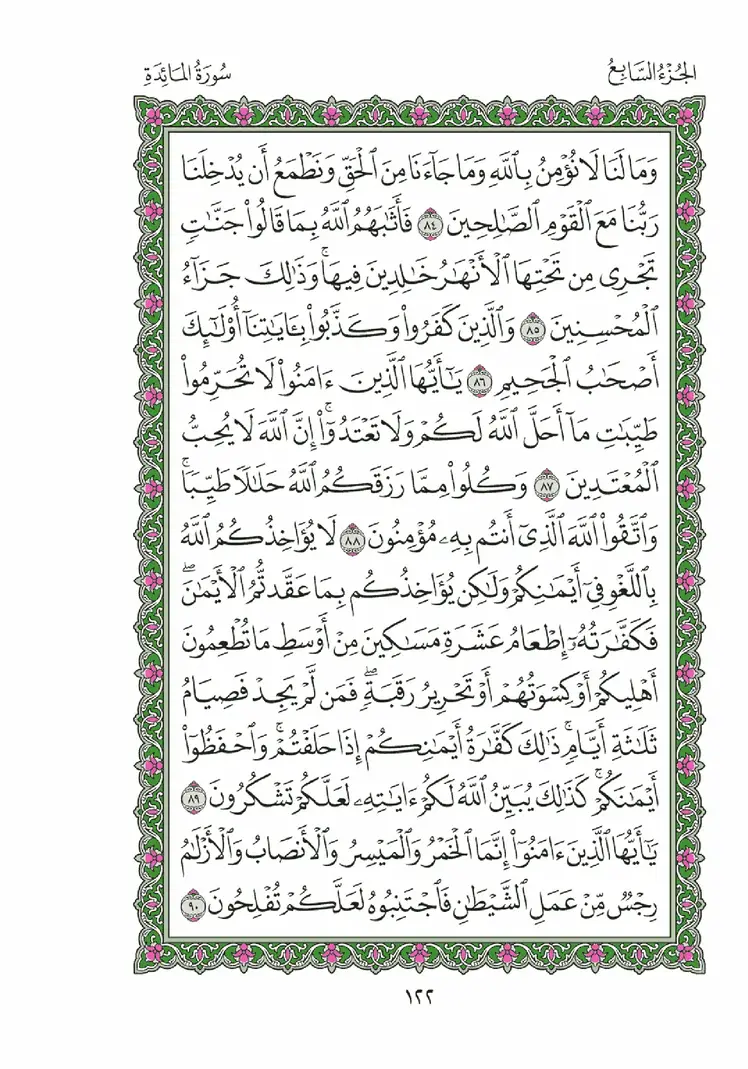 الجُزْءُ السَّابِعُ
سُورَةُ المَائِدَةِ
وَمَا لَنَا لَا نُؤْمِنُ بِٱللَّهِ وَمَا جَآءَنَا مِنَ ٱلْحَقِّ وَنَطْمَعُ أَن يُدْخِلَنَا
رَبُّنَا مَعَ ٱلْقَوْمِ ٱلصَّٰلِحِينَ ٨٤ فَأَثَٰبَهُمُ ٱللَّهُ بِمَا قَالُوا۟ جَنَّٰتٍ
تَجْرِى مِن تَحْتِهَا ٱلْأَنْهَٰرُ خَٰلِدِينَ فِيهَا ۚ وَذَٰلِكَ جَزَآءُ
ٱلْمُحْسِنِينَ ٨٥ وَٱلَّذِينَ كَفَرُوا۟ وَكَذَّبُوا۟ بِـَٔايَٰتِنَآ أُو۟لَٰٓئِكَ
أَصْحَٰبُ ٱلْجَحِيمِ ٨٦ يَٰٓأَيُّهَا ٱلَّذِينَ ءَامَنُوا۟ لَا تُحَرِّمُوا۟
طَيِّبَٰتِ مَآ أَحَلَّ ٱللَّهُ لَكُمْ وَلَا تَعْتَدُوٓا۟ ۚ إِنَّ ٱللَّهَ لَا يُحِبُّ
ٱلْمُعْتَدِينَ ٨٧ وَكُلُوا۟ مِمَّا رَزَقَكُمُ ٱللَّهُ حَلَٰلًا طَيِّبًا ۚ
وَٱتَّقُوا۟ ٱللَّهَ ٱلَّذِىٓ أَنتُم بِهِۦ مُؤْمِنُونَ ٨٨ لَا يُؤَاخِذُكُمُ ٱللَّهُ
بِٱللَّغْوِ فِىٓ أَيْمَٰنِكُمْ وَلَٰكِن يُؤَاخِذُكُم بِمَا عَقَّدتُّمُ ٱلْأَيْمَٰنَ ۖ
فَكَفَّٰرَتُهُۥٓ إِطْعَامُ عَشَرَةِ مَسَٰكِينَ مِنْ أَوْسَطِ مَا تُطْعِمُونَ
أَهْلِيكُمْ أَوْ كِسْوَتُهُمْ أَوْ تَحْرِيرُ رَقَبَةٍ ۖ فَمَن لَّمْ يَجِدْ فَصِيَامُ
ثَلَٰثَةِ أَيَّامٍ ۚ ذَٰلِكَ كَفَّٰرَةُ أَيْمَٰنِكُمْ إِذَا حَلَفْتُمْ ۚ وَٱحْفَظُوٓا۟
أَيْمَٰنَكُمْ ۚ كَذَٰلِكَ يُبَيِّنُ ٱللَّهُ لَكُمْ ءَايَٰتِهِۦ لَعَلَّكُمْ تَشْكُرُونَ ٨٩
يَٰٓأَيُّهَا ٱلَّذِينَ ءَامَنُوٓا۟ إِنَّمَا ٱلْخَمْرُ وَٱلْمَيْسِرُ وَٱلْأَنصَابُ وَٱلْأَزْلَٰمُ
رِجْسٌ مِّنْ عَمَلِ ٱلشَّيْطَٰنِ فَٱجْتَنِبُوهُ لَعَلَّكُمْ تُفْلِحُونَ ٩٠
١٢٢